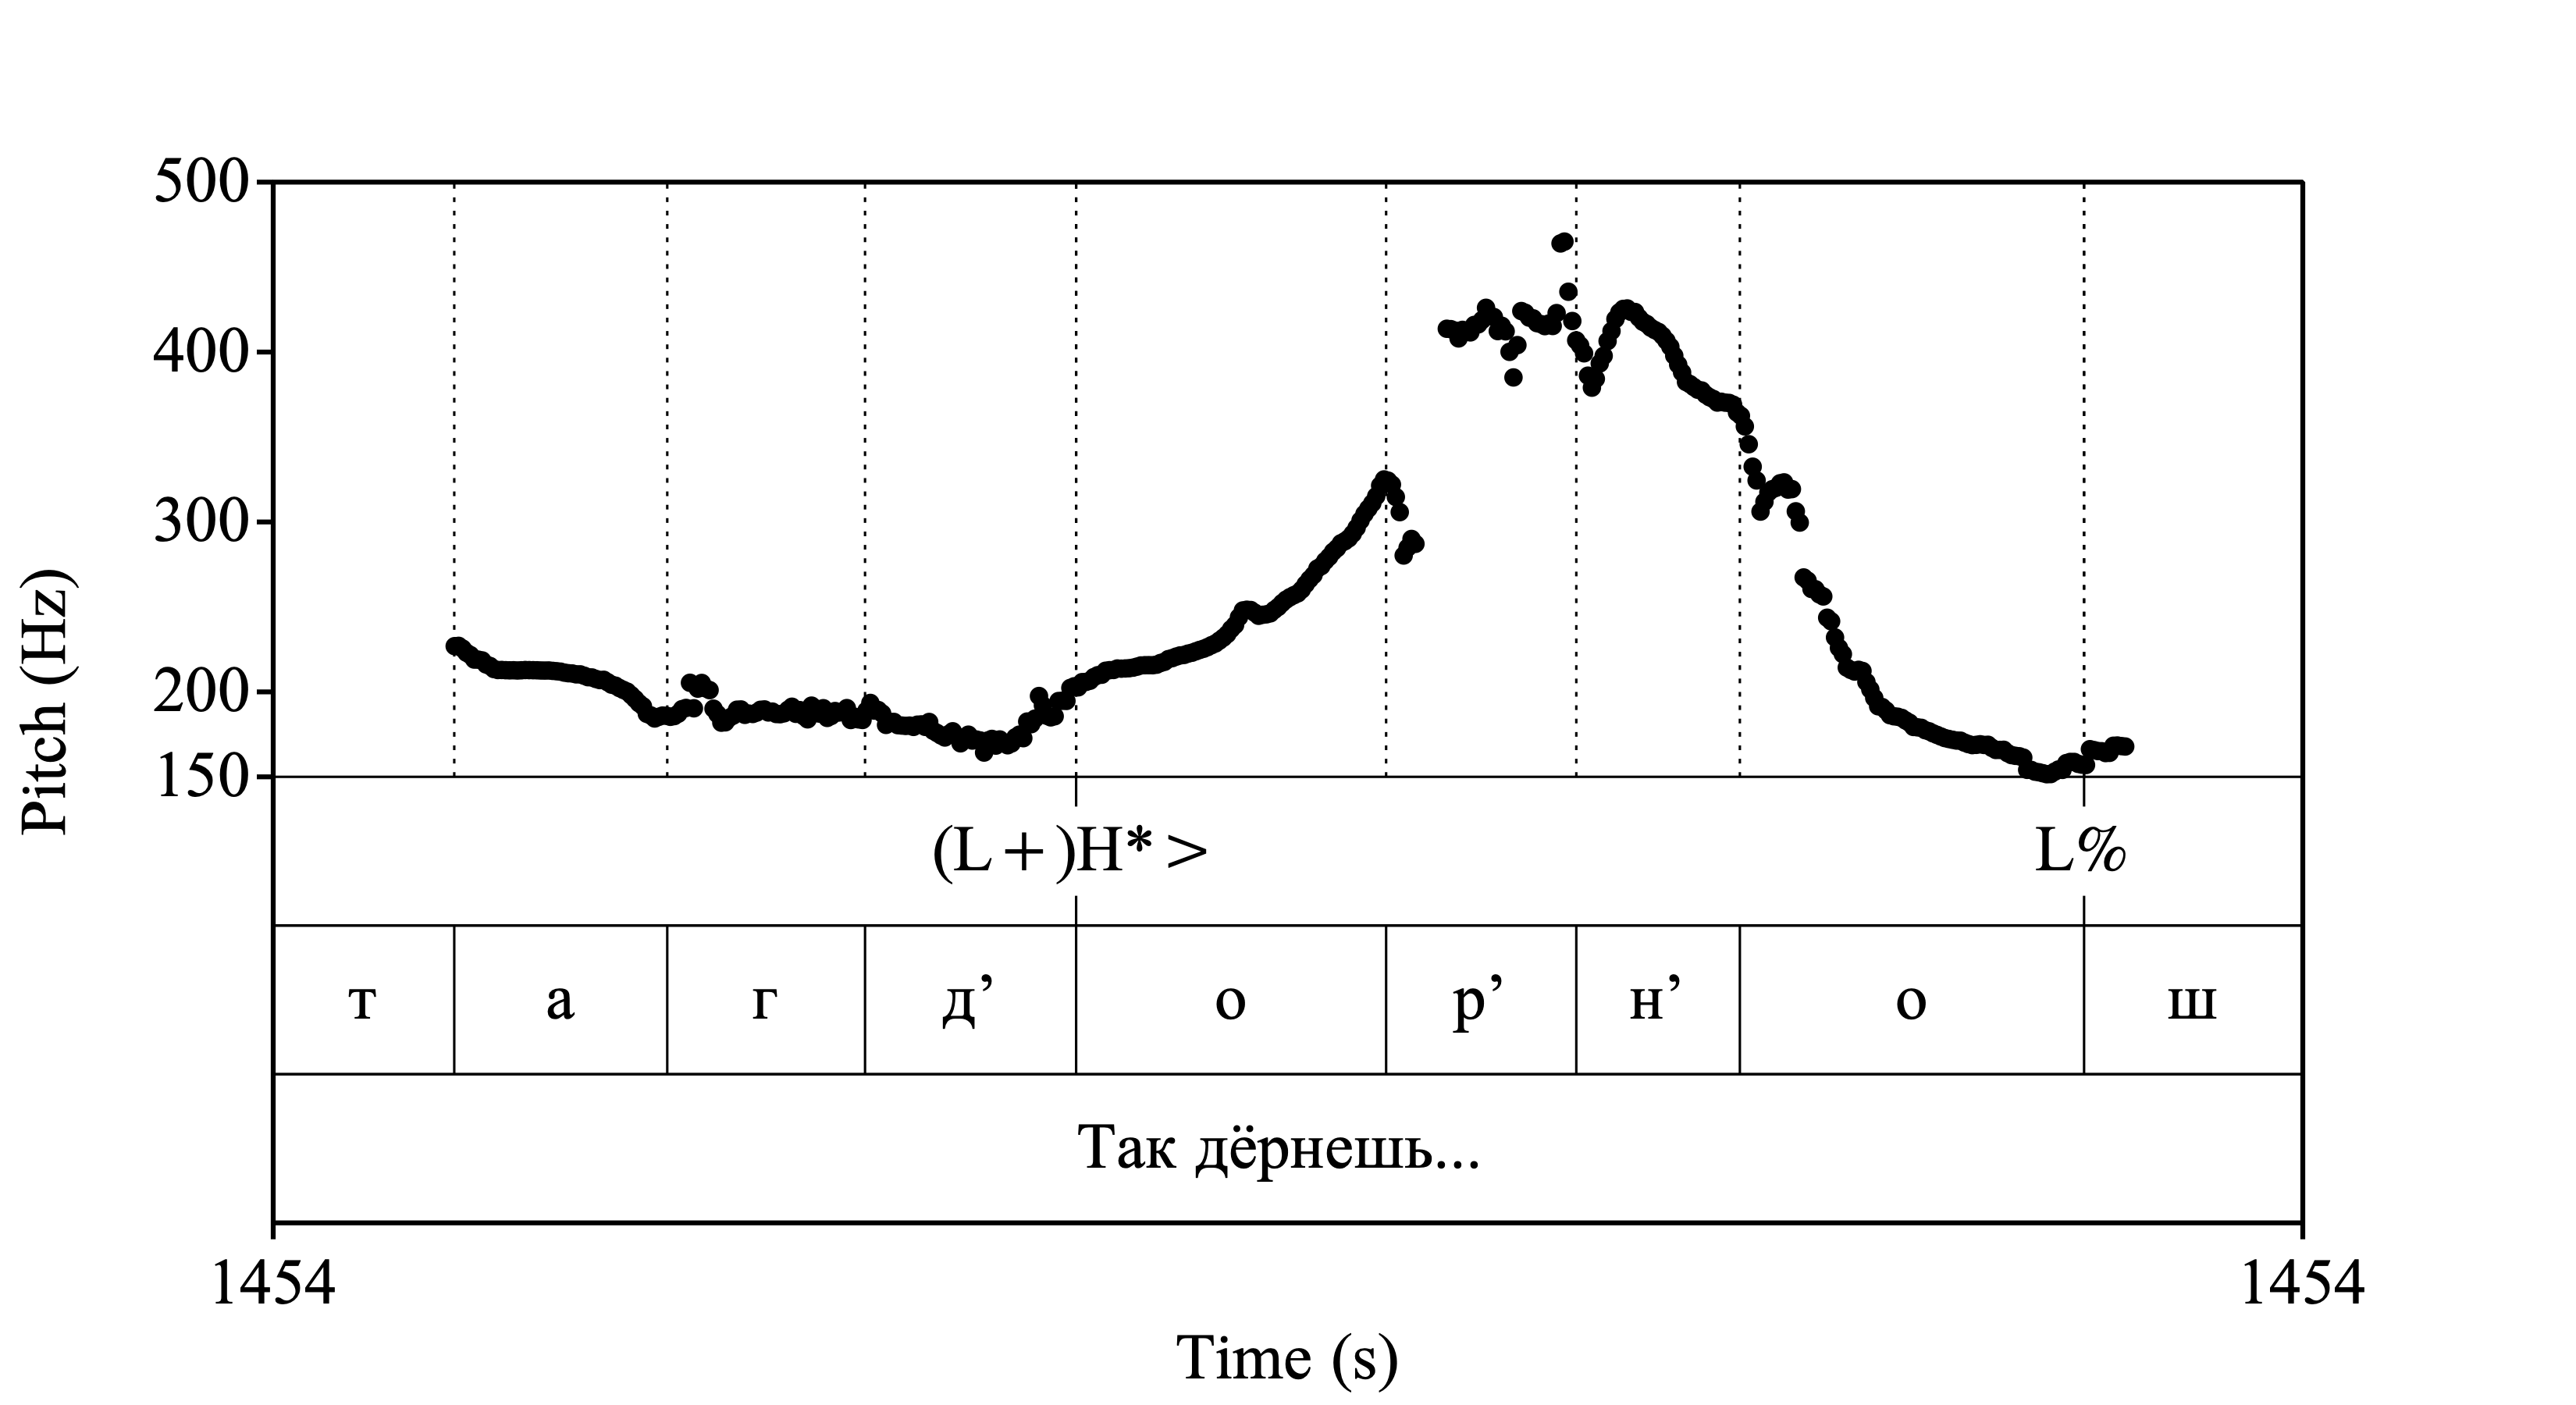 500
400
300
200
150
Pitch (Hz)
(L+)H*> L%
т а г д’ о р’ н’ о ш
Так дёрнешь...
1454 1454
Time (s)